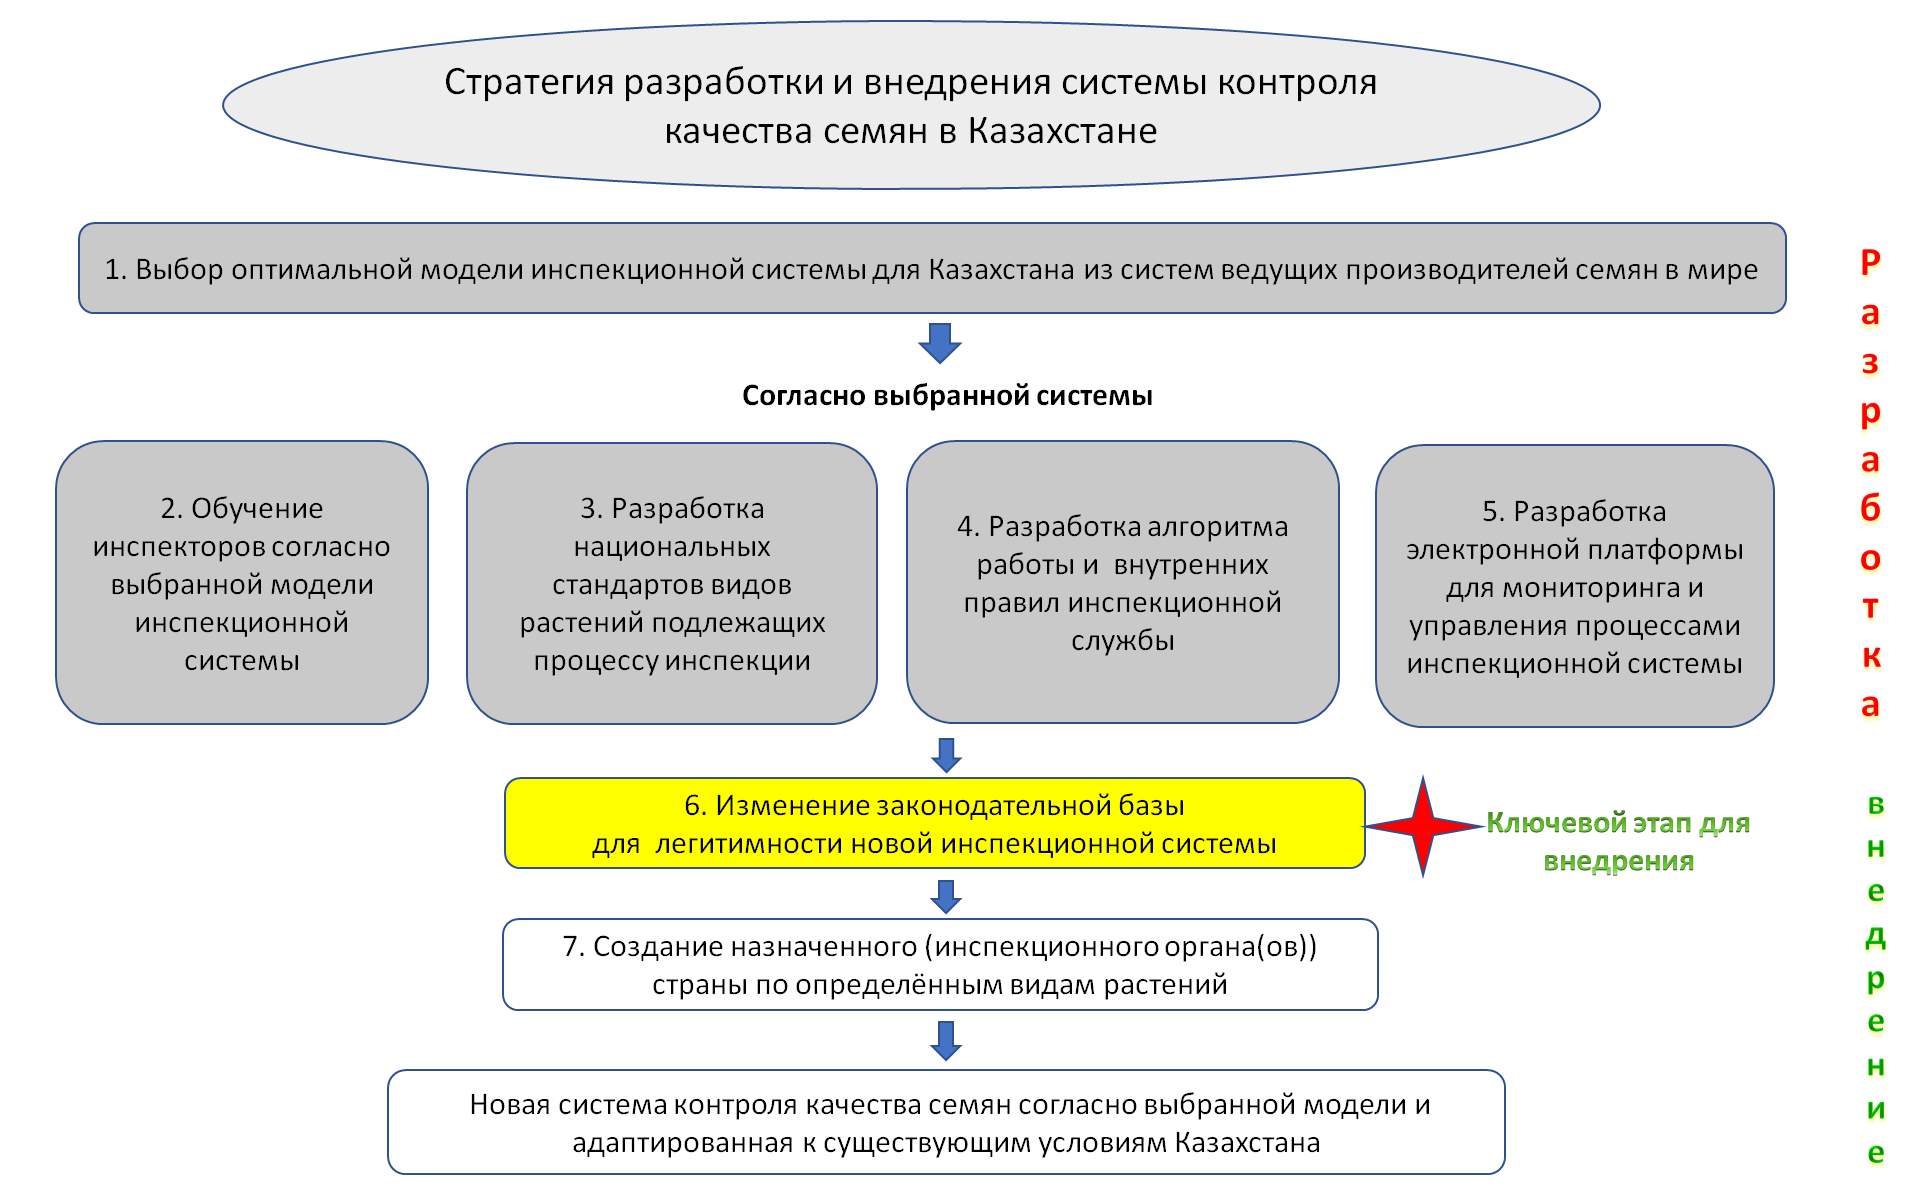 Стратегия разработки и внедрения системы контроля
качества семян в Казахстане
1. Выбор оптимальной модели инспекционной системы для Казахстана из систем ведущих производителей семян в мире
Согласно выбранной системы
2. Обучение
инспекторов согласно
выбранной модели
инспекционной
системы
3. Разработка
национальных
стандартов видов
растений подлежащих
процессу инспекции
4. Разработка алгоритма
работы и внутренних
правил инспекционной
службы
5. Разработка
электронной платформы
для мониторинга и
управления процессами
инспекционной системы
6. Изменение законодательной базы
для легитимности новой инспекционной системы
Ключевой этап для
внедрения
7. Создание назначенного (инспекционного органа(ов))
страны по определённым видам растений
Новая система контроля качества семян согласно выбранной модели и
адаптированная к существующим условиям Казахстана
Разработка
внедрение